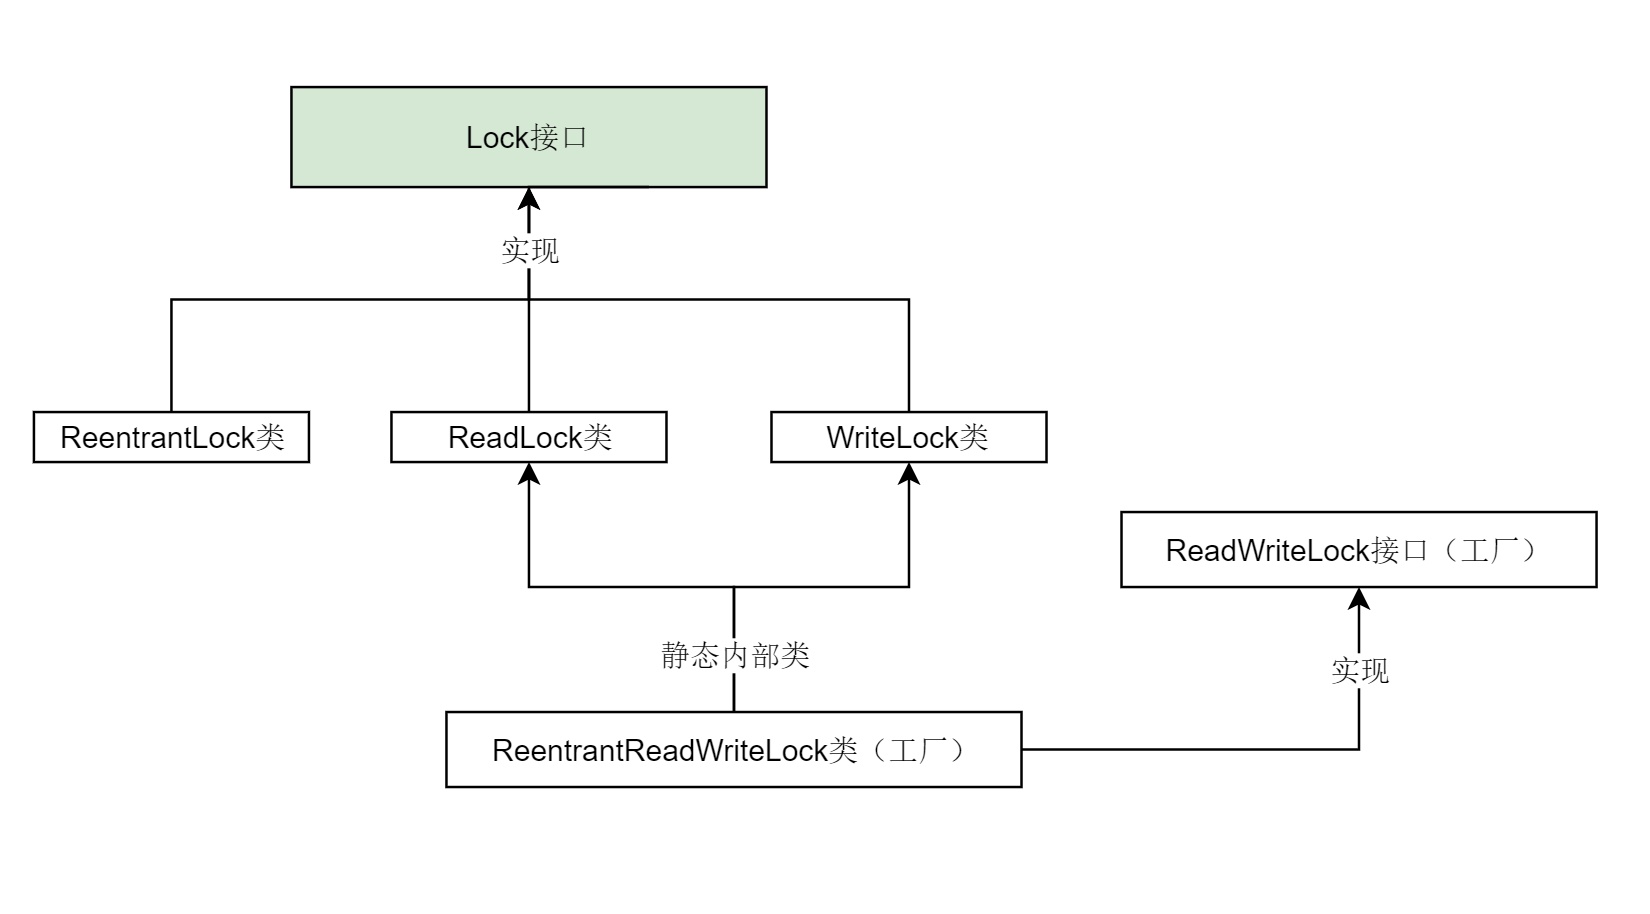 Lock接口
实现
ReentrantLock类
ReadLock类
WriteLock类
ReadWriteLock接口（工厂）
静态内部类
实现
ReentrantReadWriteLock类（工厂）